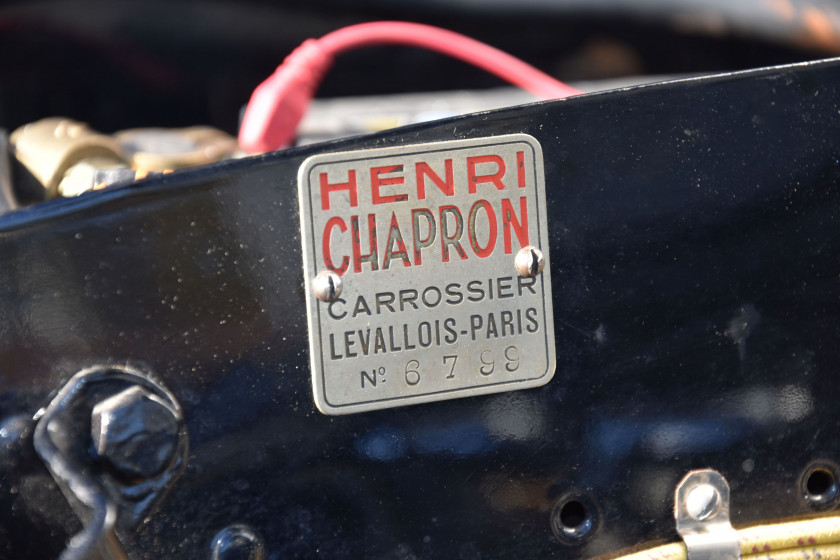 HENRI
CHAPRON
CARROSSIER
LEVALLOIS-PARIS
Nº 6799